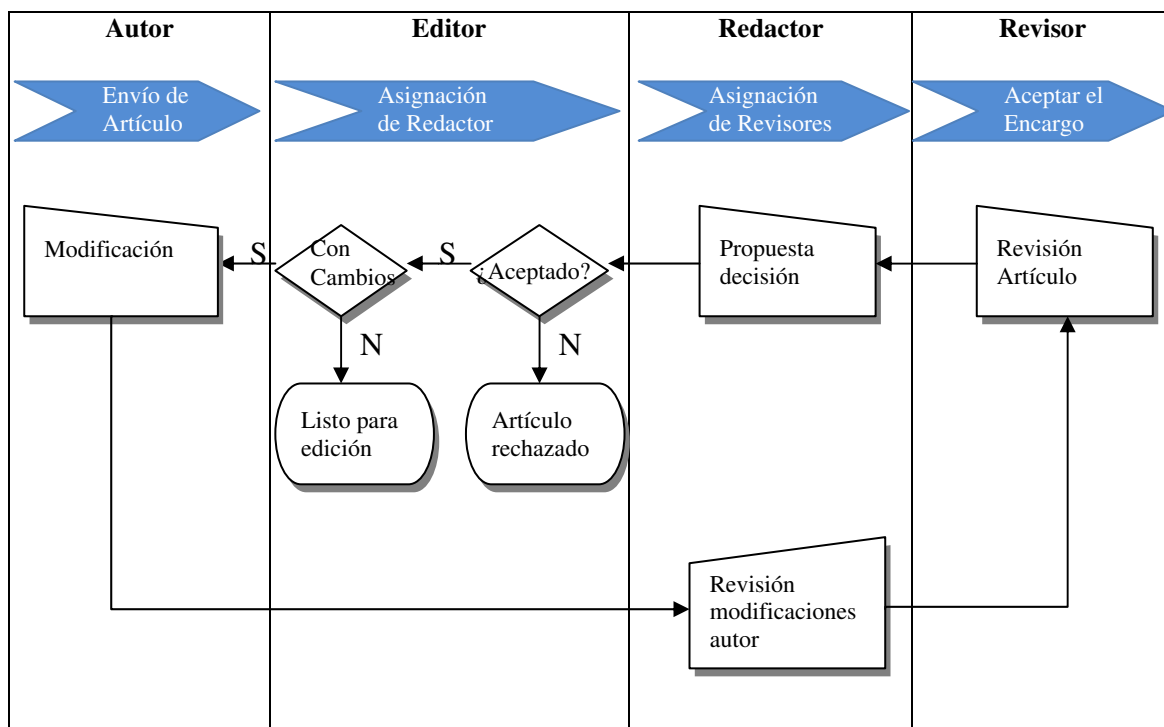 Autor
Editor
Redactor
Revisor
Envío de
Artículo
Asignación
de Redactor
Asignación
de Revisores
Aceptar el
Encargo
Modificación
S
Con
Cambios
S
¿Aceptado?
Propuesta
decisión
Revisión
Artículo
N
N
Listo para
edición
Artículo
rechazado
Revisión
modificaciones
autor